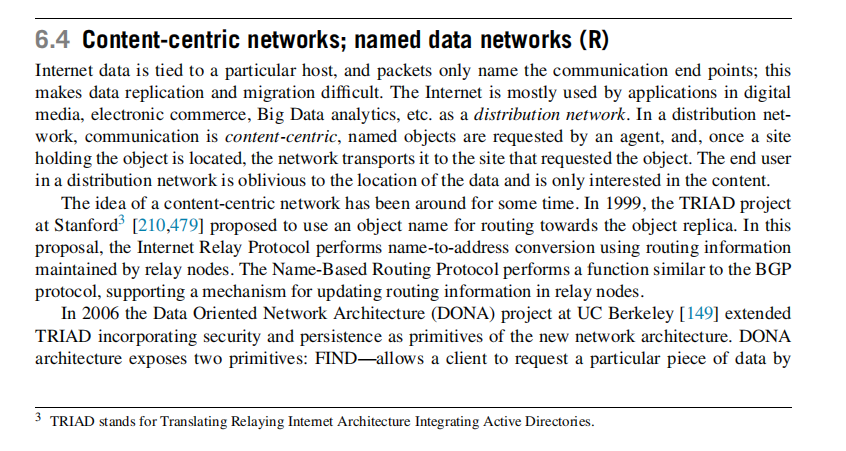 6.4 Content-centric networks; named data networks (R)
Internet data is tied to a particular host, and packets only name the communication end points; this
makes data replication and migration difficult. The Internet is mostly used by applications in digital
media, electronic commerce, Big Data analytics, etc. as a distribution network. In a distribution net-
work, communication is content-centric, named objects are requested by an agent, and, once a site
holding the object is located, the network transports it to the site that requested the object. The end user
in a distribution network is oblivious to the location of the data and is only interested in the content.
The idea of a content-centric network has been around for some time. In 1999, the TRIAD project
at Stanford3 [210,479] proposed to use an object name for routing towards the object replica. In this
proposal, the Internet Relay Protocol performs name-to-address conversion using routing information
maintained by relay nodes. The Name-Based Routing Protocol performs a function similar to the BGP
protocol, supporting a mechanism for updating routing information in relay nodes.
In 2006 the Data Oriented Network Architecture (DONA) project at UC Berkeley [149] extended
TRIAD incorporating security and persistence as primitives of the new network architecture. DONA
architecture exposes two primitives: FIND—allows a client to request a particular piece of data by
3 TRIAD stands for Translating Relaying Internet Architecture Integrating Active Directories.